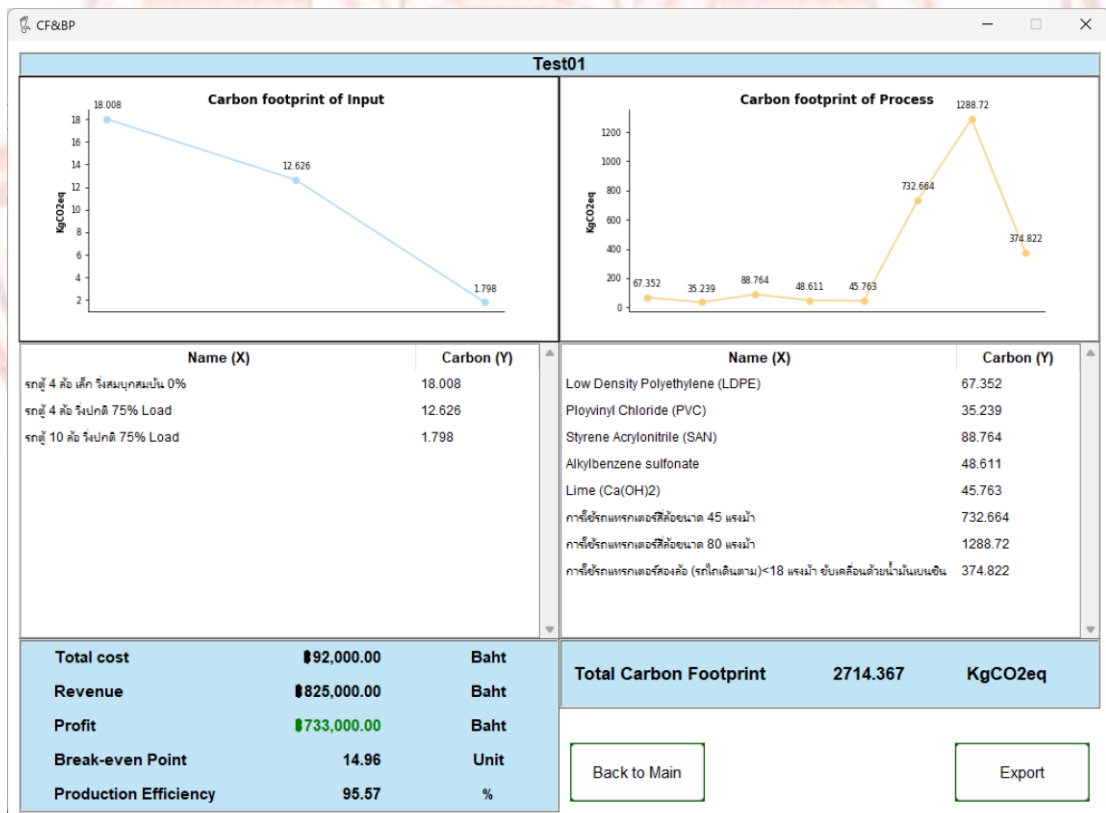 CF&BP
Test01
Carbon footprint of Input
18.008
18
16
14
12
10
8
6
4
2
KgCO2eq
12.626
1.798
Carbon footprint of Process
1288.72
1200
1000
800
600
400
200
0
KgCO2eq
67.352
35.239
88.764
48.611
45.763
732.664
374.822
Name (X) Carbon (Y)
รถตู้ 4 ล้อ เล็ก วิ่งสมบุกสมบัน 0% 18.008
รถตู้ 4 ล้อ วิ่งปกติ 75% Load 12.626
รถตู้ 10 ล้อ วิ่งปกติ 75% Load 1.798
Name (X) Carbon (Y)
Low Density Polyethylene (LDPE) 67.352
Ployvinyl Chloride (PVC) 35.239
Styrene Acrylonitrile (SAN) 88.764
Alkylbenzene sulfonate 48.611
Lime (Ca(OH)2) 45.763
การใช้รถแทรกเตอร์สี่ล้อขนาด 45 แรงม้า 732.664
การใช้รถแทรกเตอร์สี่ล้อขนาด 80 แรงม้า 1288.72
การใช้รถแทรกเตอร์สองล้อ (รถไถเดินตาม)<18 แรงม้า ขับเคลื่อนด้วยน้ำมันเบนซิน 374.822
Total cost ฿92,000.00 Baht
Revenue ฿825,000.00 Baht
Profit ฿733,000.00 Baht
Break-even Point 14.96 Unit
Production Efficiency 95.57 %
Total Carbon Footprint 2714.367 KgCO2eq
Back to Main
Export